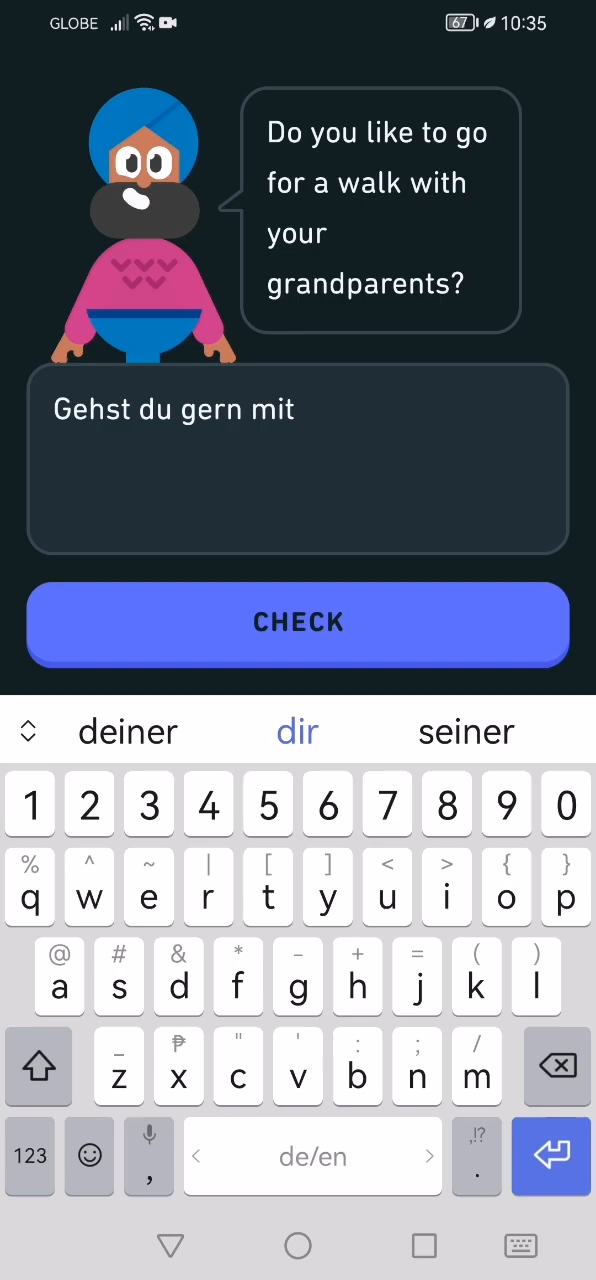 GLOBE 67 10:35
Do you like to go
for a walk with
your
grandparents?
Gehst du gern mit
CHECK
deiner dir seiner
1 2 3 4 5 6 7 8 9 0
% ^ ~ | [ ] < > { }
q w e r t y u i o p
@ # & * - + = ( )
a s d f g h j k l
_ ₱ " ' : ; /
z x c v b n m
123 , < de/en > ,!? .